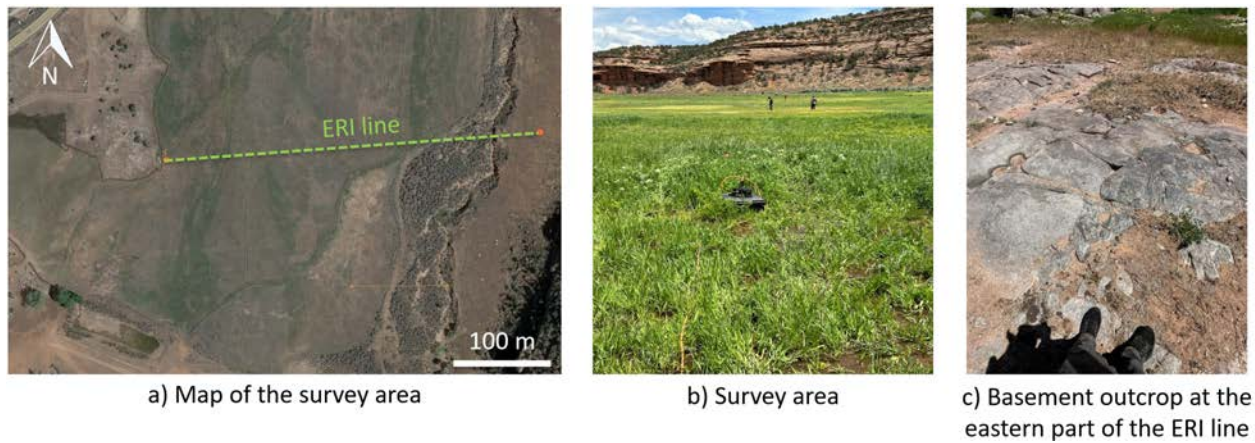 N
ERI line
100 m
a) Map of the survey area
b) Survey area
c) Basement outcrop at the
eastern part of the ERI line